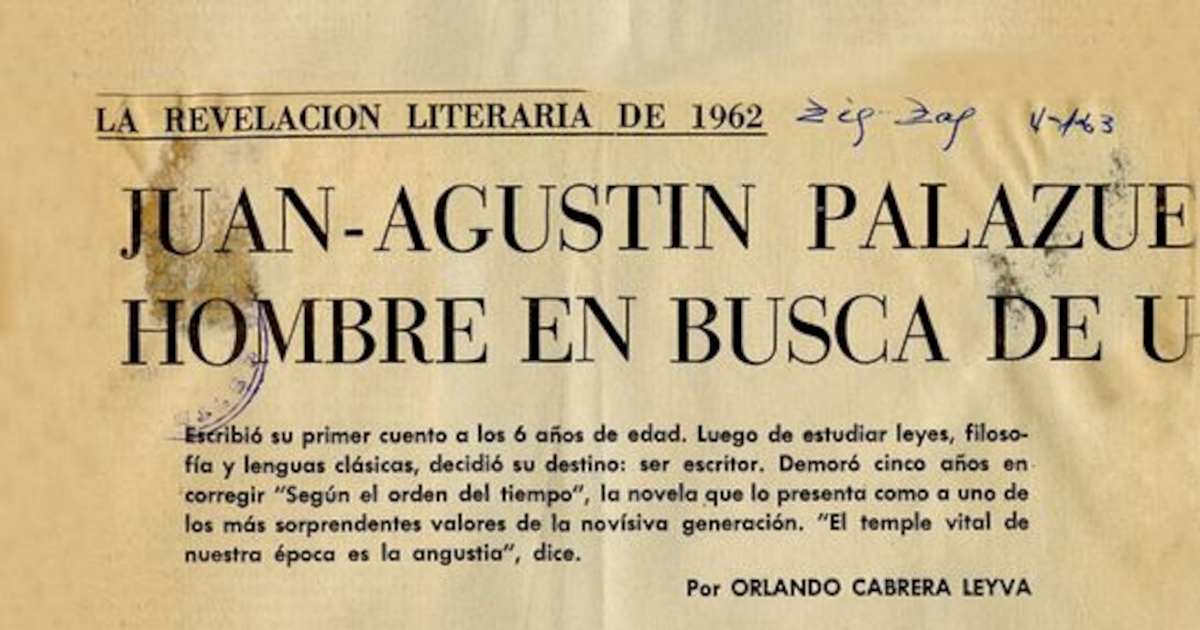 LA REVELACION LITERARIA DE 1962 Zig-Zag
JUAN-AGUSTIN PALAZUE
HOMBRE EN BUSCA DE U
Escribió su primer cuento a los 6 años de edad. Luego de estudiar leyes, filoso-
fía y lenguas clásicas, decidió su destino: ser escritor. Demoró cinco años en
corregir "Según el orden del tiempo", la novela que lo presenta como a uno de
los más sorprendentes valores de la novísiva generación. "El temple vital de
nuestra época es la angustia", dice.
Por ORLANDO CABRERA LEYVA